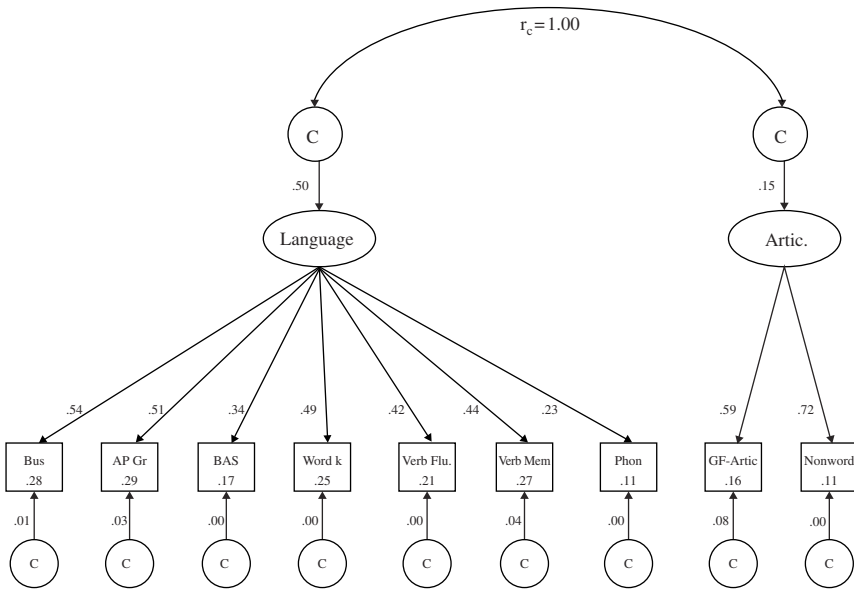 r_c=1.00
C C
.50 .15
Language Artic.
.54 .51 .34 .49 .42 .44 .23 .59 .72
Bus AP Gr BAS Word k Verb Flu. Verb Mem Phon GF-Artic Nonword
.28 .29 .17 .25 .21 .27 .11 .16 .11
.01 .03 .00 .00 .00 .04 .00 .08 .00
C C C C C C C C C